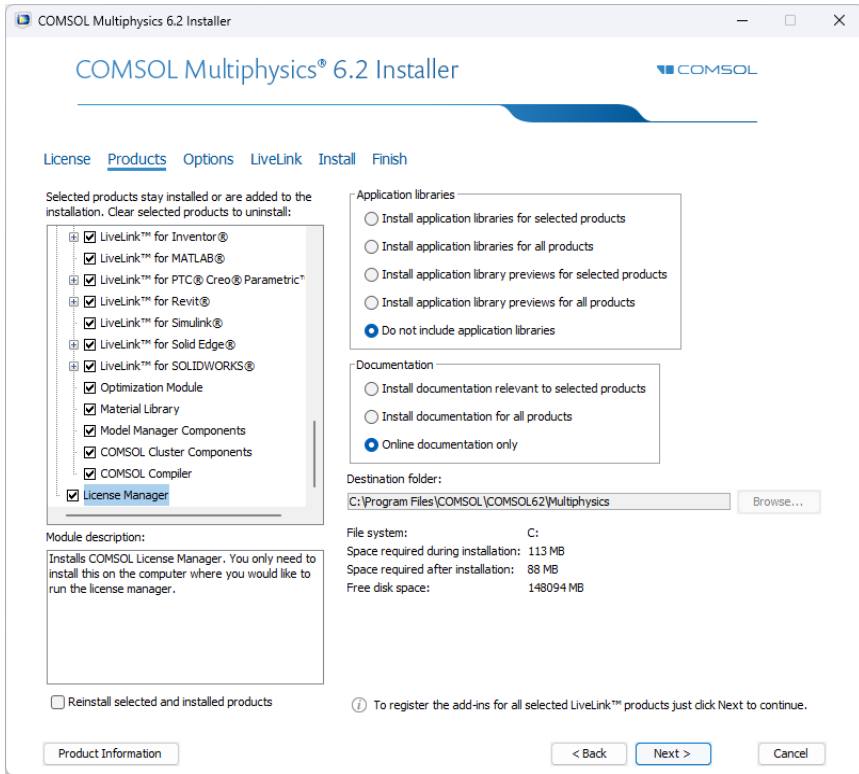 COMSOL Multiphysics 6.2 Installer
COMSOL Multiphysics® 6.2 Installer
COMSOL
License Products Options LiveLink Install Finish
Selected products stay installed or are added to the
installation. Clear selected products to uninstall:
LiveLink™ for Inventor®
LiveLink™ for MATLAB®
LiveLink™ for PTC® Creo® Parametric™
LiveLink™ for Revit®
LiveLink™ for Simulink®
LiveLink™ for Solid Edge®
LiveLink™ for SOLIDWORKS®
Optimization Module
Material Library
Model Manager Components
COMSOL Cluster Components
COMSOL Compiler
License Manager
Module description:
Installs COMSOL License Manager. You only need to
install this on the computer where you would like to
run the license manager.
Reinstall selected and installed products
Application libraries
Install application libraries for selected products
Install application libraries for all products
Install application library previews for selected products
Install application library previews for all products
Do not include application libraries
Documentation
Install documentation relevant to selected products
Install documentation for all products
Online documentation only
Destination folder:
C:\Program Files\COMSOL\COMSOL62\Multiphysics
Browse...
File system: C:
Space required during installation: 113 MB
Space required after installation: 88 MB
Free disk space: 148094 MB
To register the add-ins for all selected LiveLink™ products just click Next to continue.
Product Information
< Back
Next >
Cancel